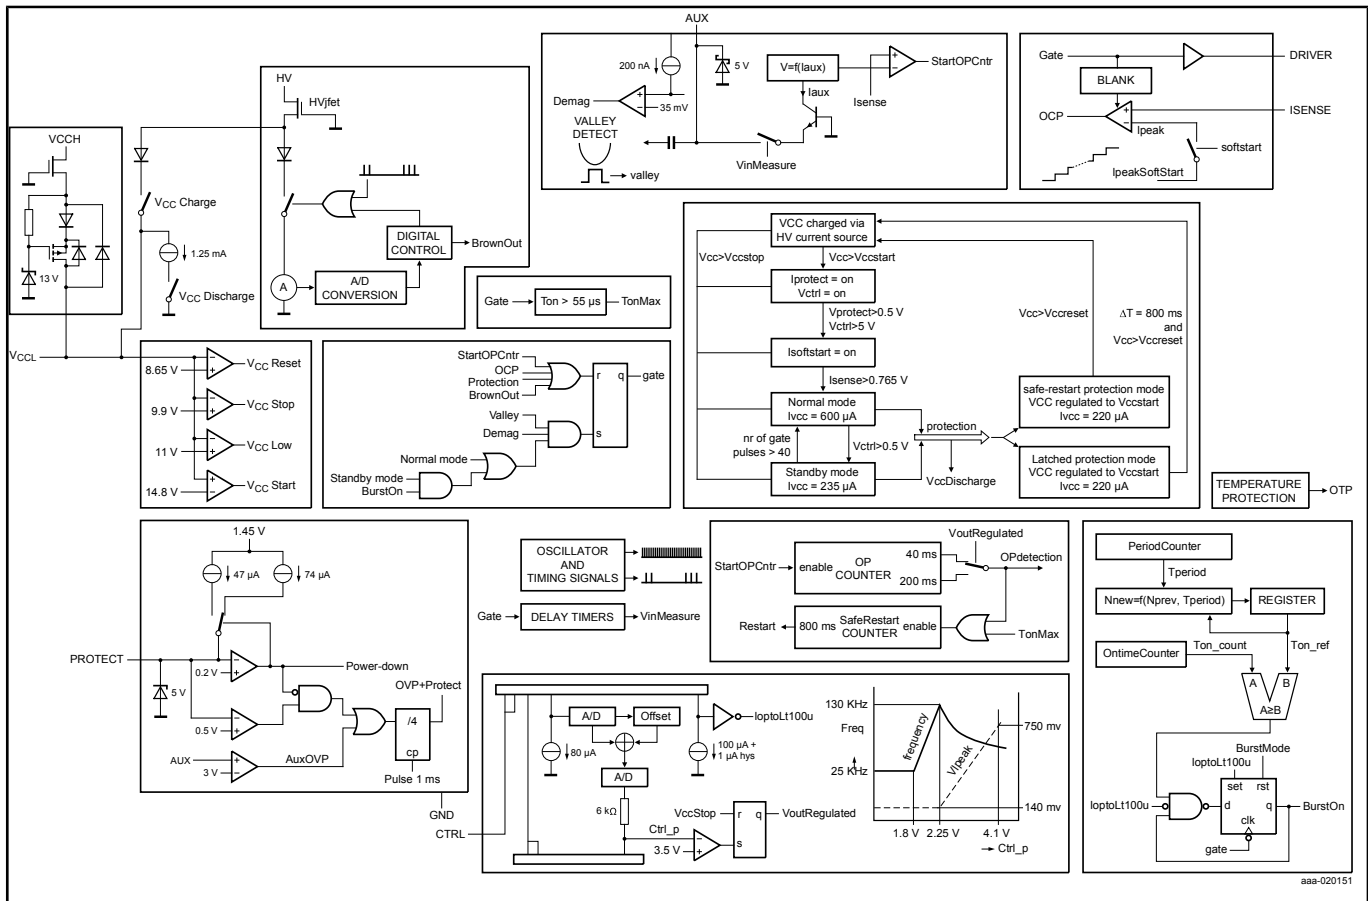 AUX
HV
HVjfet
DIGITAL
CONTROL
BrownOut
A
A/D
CONVERSION
VCCH
13 V
VCC Charge
1.25 mA
VCC Discharge
VCCL
200 nA
5 V
Demag
+
−
35 mV
VALLEY
DETECT
valley
V=f(Iaux)
Iaux
VinMeasure
+
−
StartOPCntr
Isense
Gate
DRIVER
BLANK
OCP
+
−
ISENSE
Ipeak
softstart
IpeakSoftStart
Gate
Ton > 55 µs
TonMax
−
+
8.65 V
VCC Reset
−
+
9.9 V
VCC Stop
−
+
11 V
VCC Low
−
+
14.8 V
VCC Start
StartOPCntr
OCP
Protection
BrownOut
r
q
gate
Valley
Demag
s
Normal mode
Standby mode
BurstOn
VCC charged via
HV current source
Vcc>Vccstop
Vcc>Vccstart
Iprotect = on
Vctrl = on
Vprotect>0.5 V
Vctrl>5 V
Isoftstart = on
Isense>0.765 V
Normal mode
Ivcc = 600 µA
nr of gate
pulses > 40
Vctrl>0.5 V
Standby mode
Ivcc = 235 µA
protection
VccDischarge
Vcc>Vccreset
ΔT = 800 ms
and
Vcc>Vccreset
safe-restart protection mode
VCC regulated to Vccstart
Ivcc = 220 µA
Latched protection mode
VCC regulated to Vccstart
Ivcc = 220 µA
TEMPERATURE
PROTECTION
OTP
1.45 V
47 µA
74 µA
PROTECT
5 V
−
+
0.2 V
Power-down
OVP+Protect
−
+
0.5 V
/4
cp
AUX
−
+
3 V
AuxOVP
Pulse 1 ms
GND
OSCILLATOR
AND
TIMING SIGNALS
Gate
DELAY TIMERS
VinMeasure
VoutRegulated
StartOPCntr
enable
OP
COUNTER
40 ms
200 ms
OPdetection
Restart
800 ms
SafeRestart
COUNTER
enable
TonMax
CTRL
A/D
Offset
80 µA
A/D
6 kΩ
IoptoLt100u
100 µA +
1 µA hys
VccStop
Ctrl_p
−
+
3.5 V
r
q
s
VoutRegulated
130 KHz
Freq
25 KHz
frequency
VIpeak
750 mv
140 mv
1.8 V
2.25 V
4.1 V
Ctrl_p
PeriodCounter
Tperiod
Nnew=f(Nprev, Tperiod)
REGISTER
Ton_count
Ton_ref
OntimeCounter
A
B
A≥B
BurstMode
IoptoLt100u
set
rst
IoptoLt100u
d
q
BurstOn
clk
gate
aaa-020151